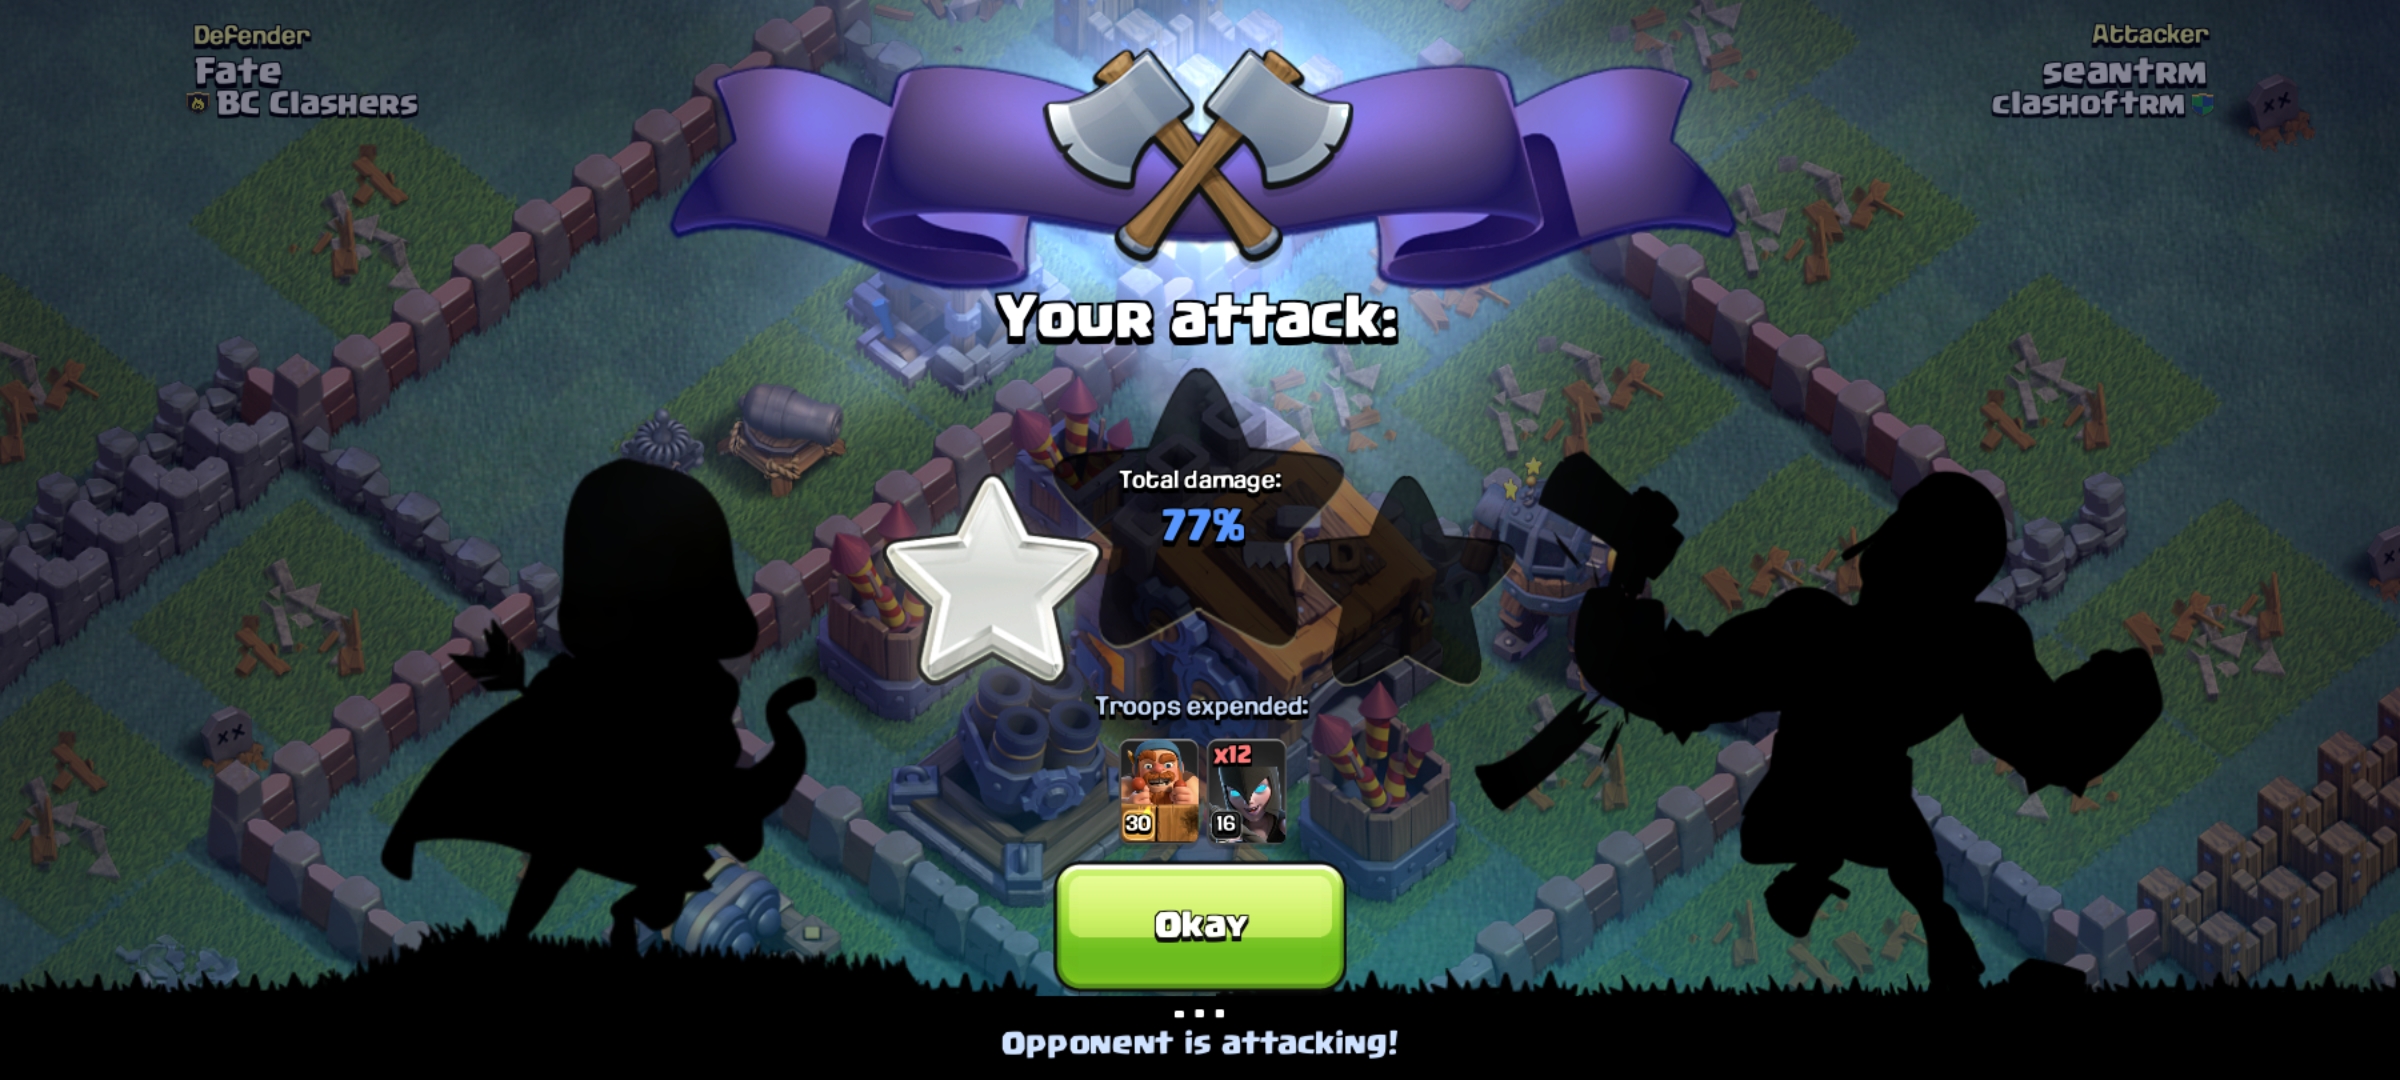 Defender
Fate
BC Clashers
Attacker
seantrm
clashoftrm
Your attack:
Total damage:
77%
Troops expended:
x12
30
16
Okay
...
Opponent is attacking!